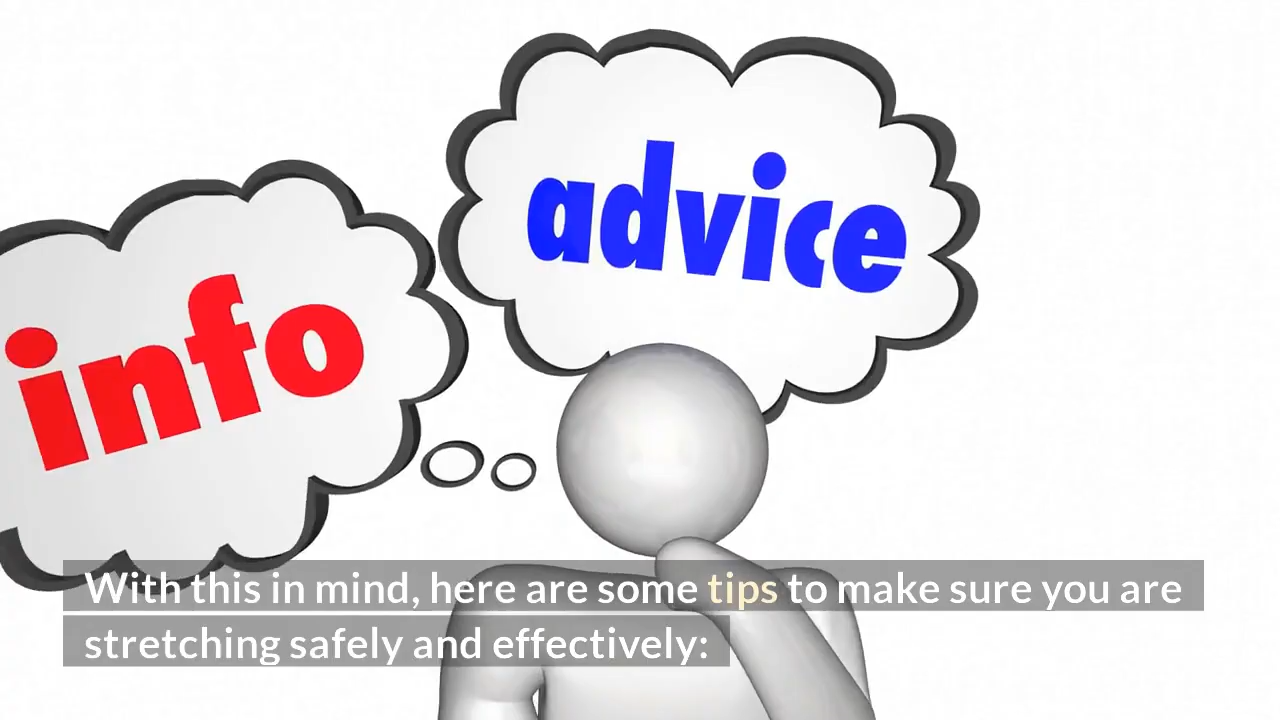 advice
info
With this in mind, here are some tips to make sure you are
stretching safely and effectively: